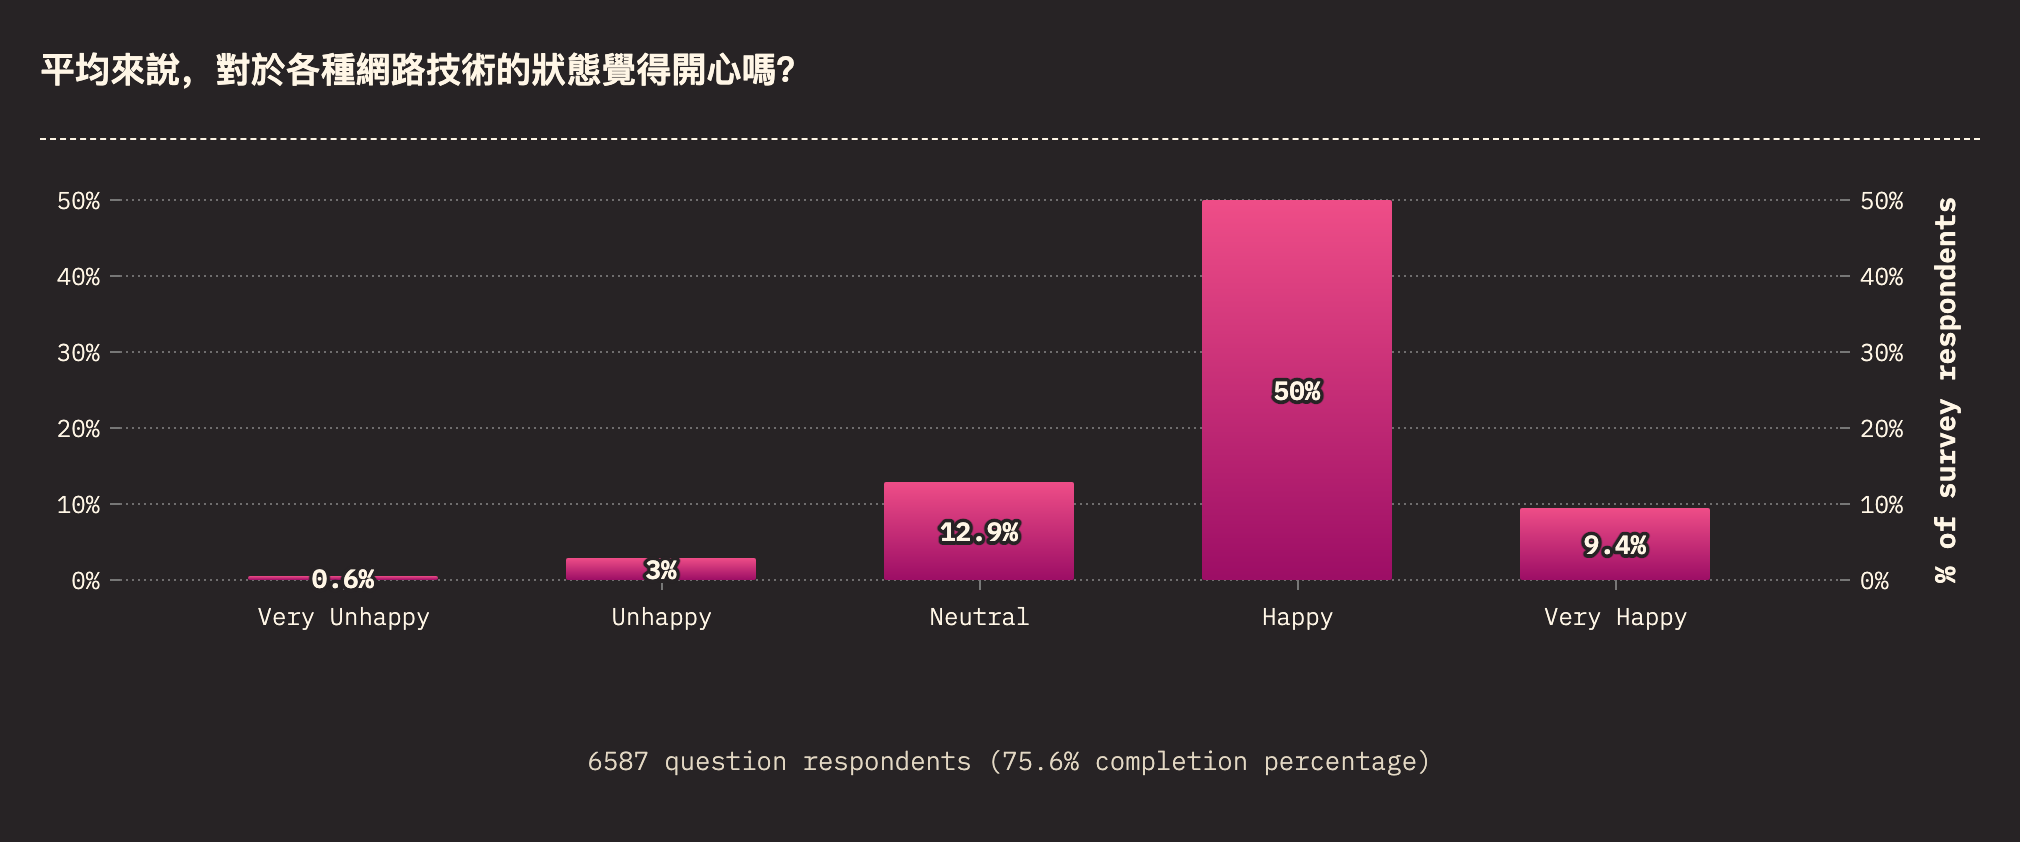 平均來說，對於各種網路技術的狀態覺得開心嗎？
50%
40%
30%
20%
10%
0%
50%
40%
30%
20%
10%
0%
% of survey respondents
0.6%
3%
12.9%
50%
9.4%
Very Unhappy
Unhappy
Neutral
Happy
Very Happy
6587 question respondents (75.6% completion percentage)